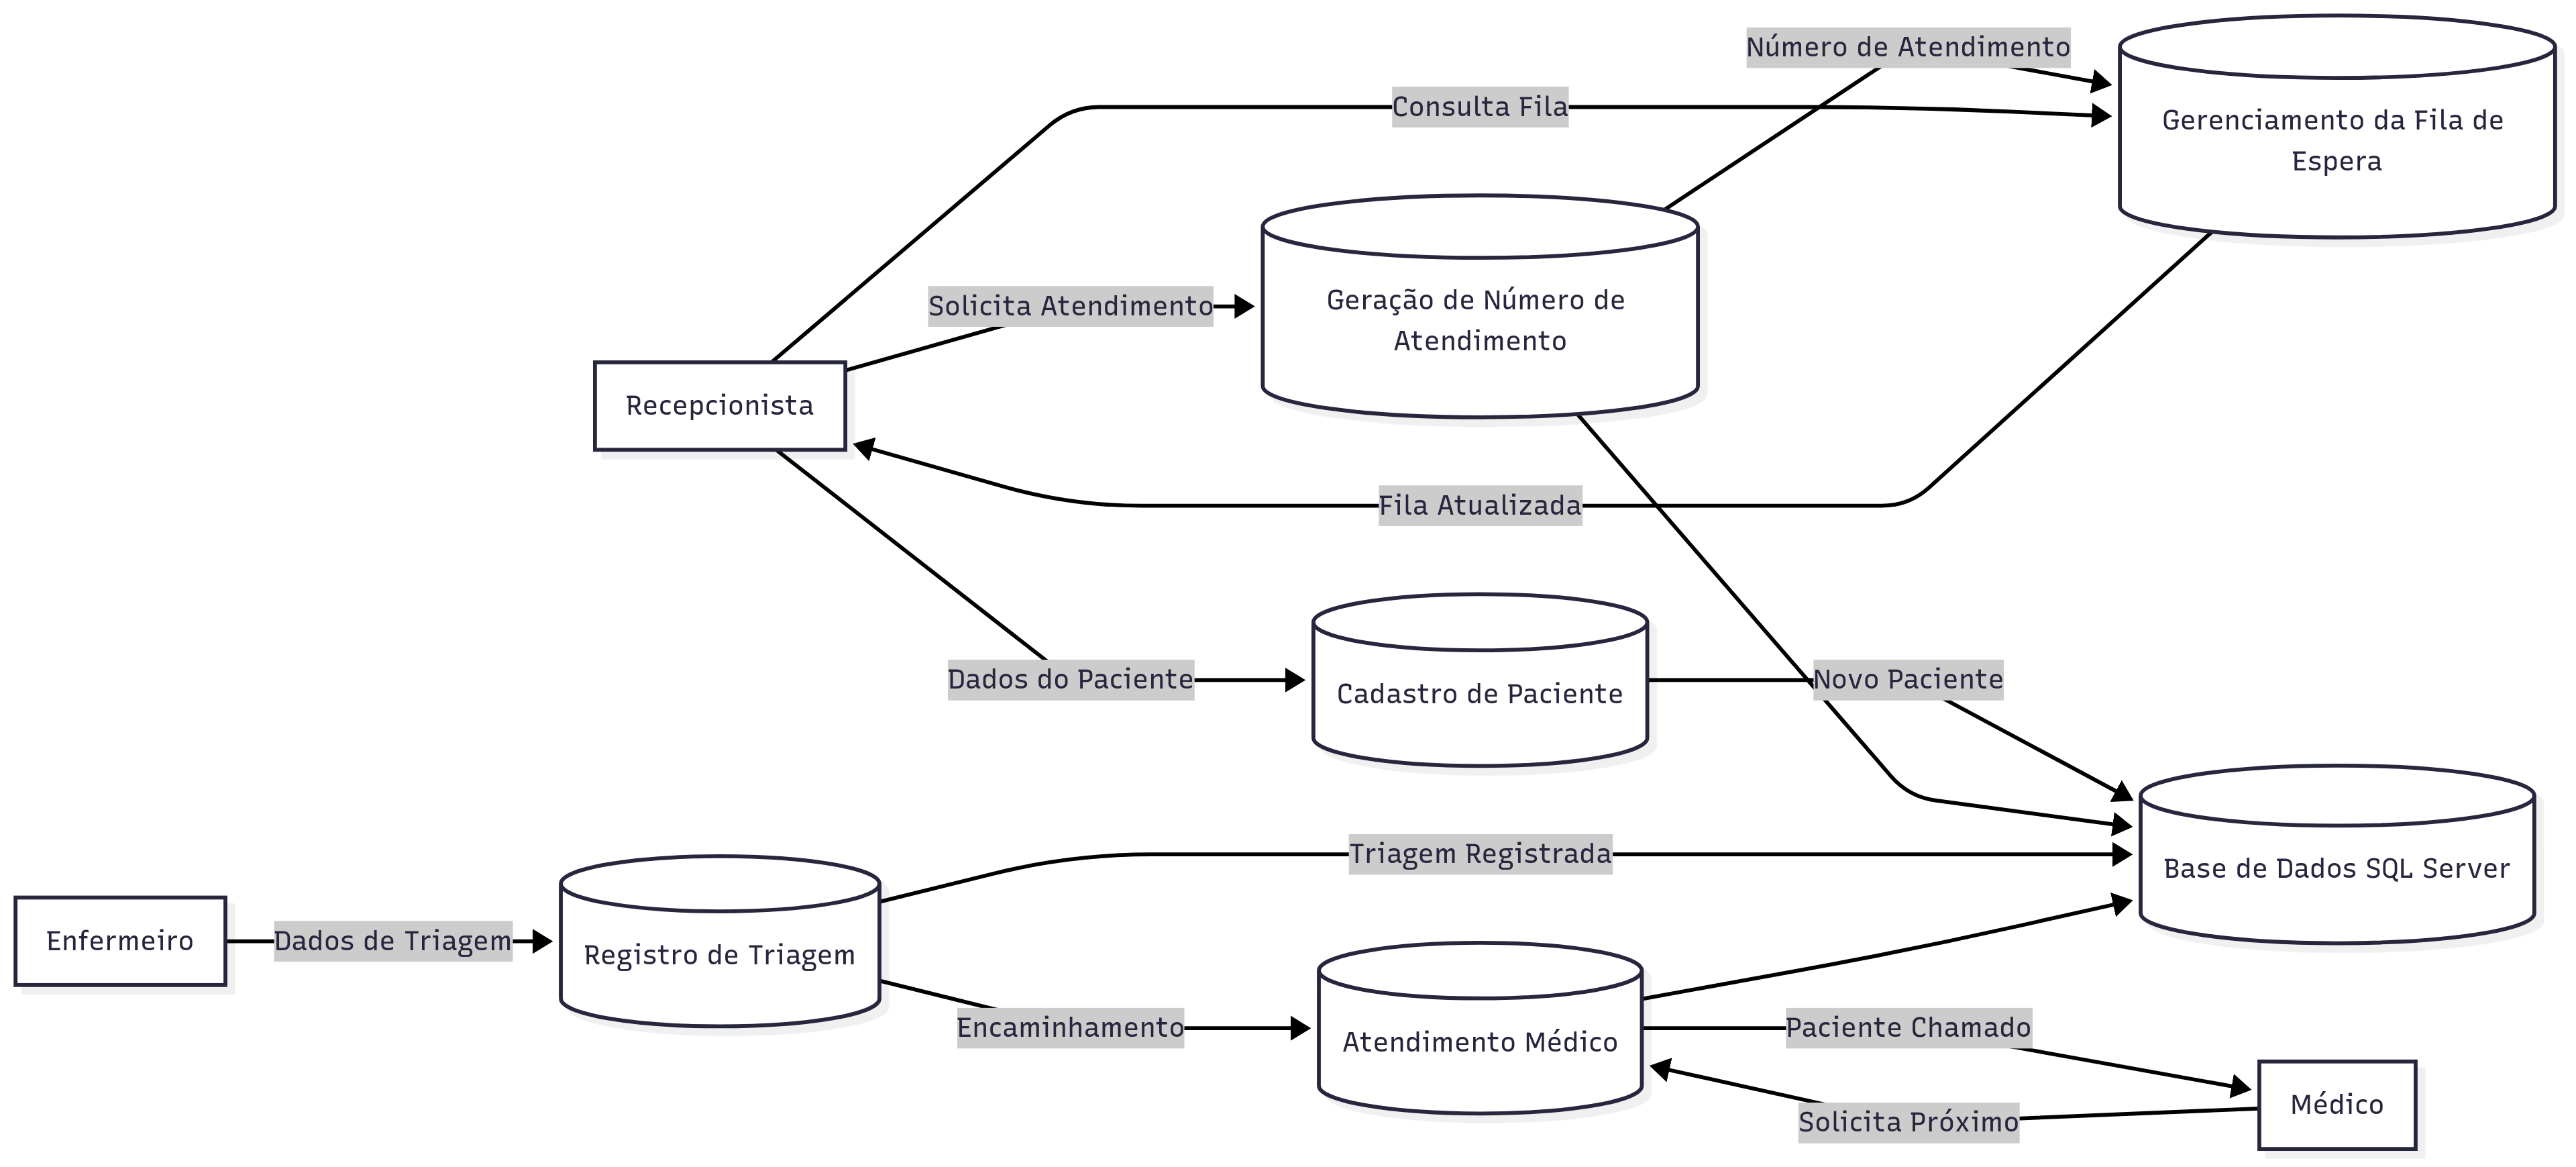 Número de Atendimento
Consulta Fila
Gerenciamento da Fila de
Espera
Solicita Atendimento
Geração de Número de
Atendimento
Recepcionista
Fila Atualizada
Dados do Paciente
Cadastro de Paciente
Novo Paciente
Triagem Registrada
Base de Dados SQL Server
Enfermeiro
Dados de Triagem
Registro de Triagem
Encaminhamento
Atendimento Médico
Paciente Chamado
Médico
Solicita Próximo